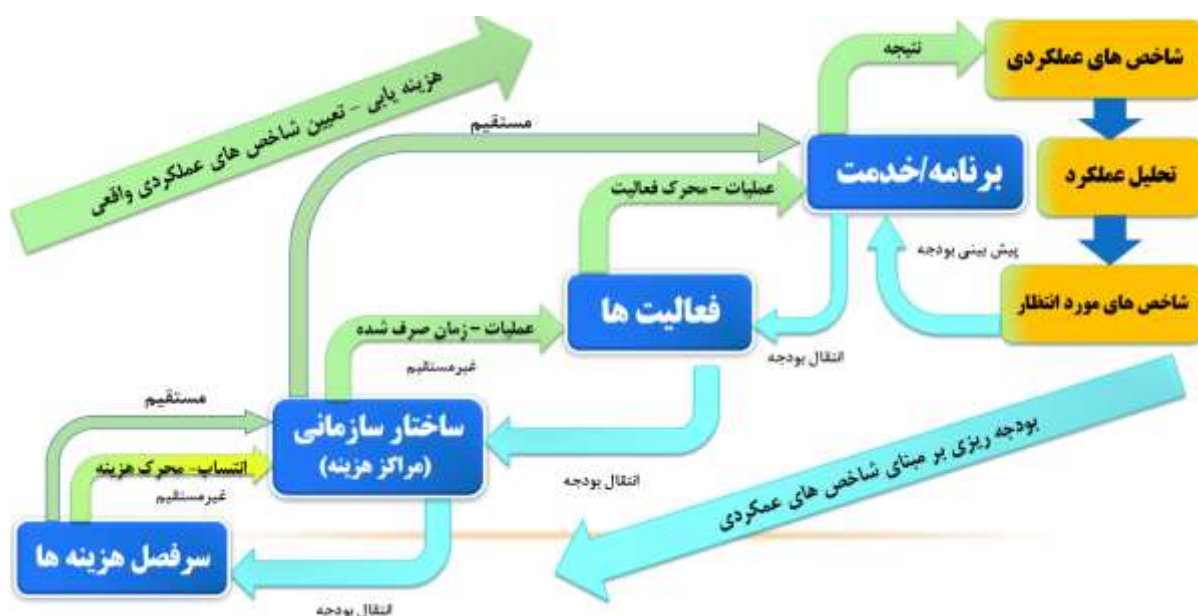 نتیجه
شاخص های عملکردی
هزینه یابی - تعیین شاخص های عملکردی واقعی
مستقیم
برنامه/خدمت
تحلیل عملکرد
عملیات - محرک فعالیت
پیش بینی بودجه
شاخص های مورد انتظار
فعالیت ها
عملیات - زمان صرف شده
غیرمستقیم
انتقال بودجه
مستقیم
ساختار سازمانی
(مراکز هزینه)
انتساب- محرک هزینه
غیرمستقیم
انتقال بودجه
بودجه ریزی بر مبنای شاخص های عمکردی
سرفصل هزینه ها
انتقال بودجه